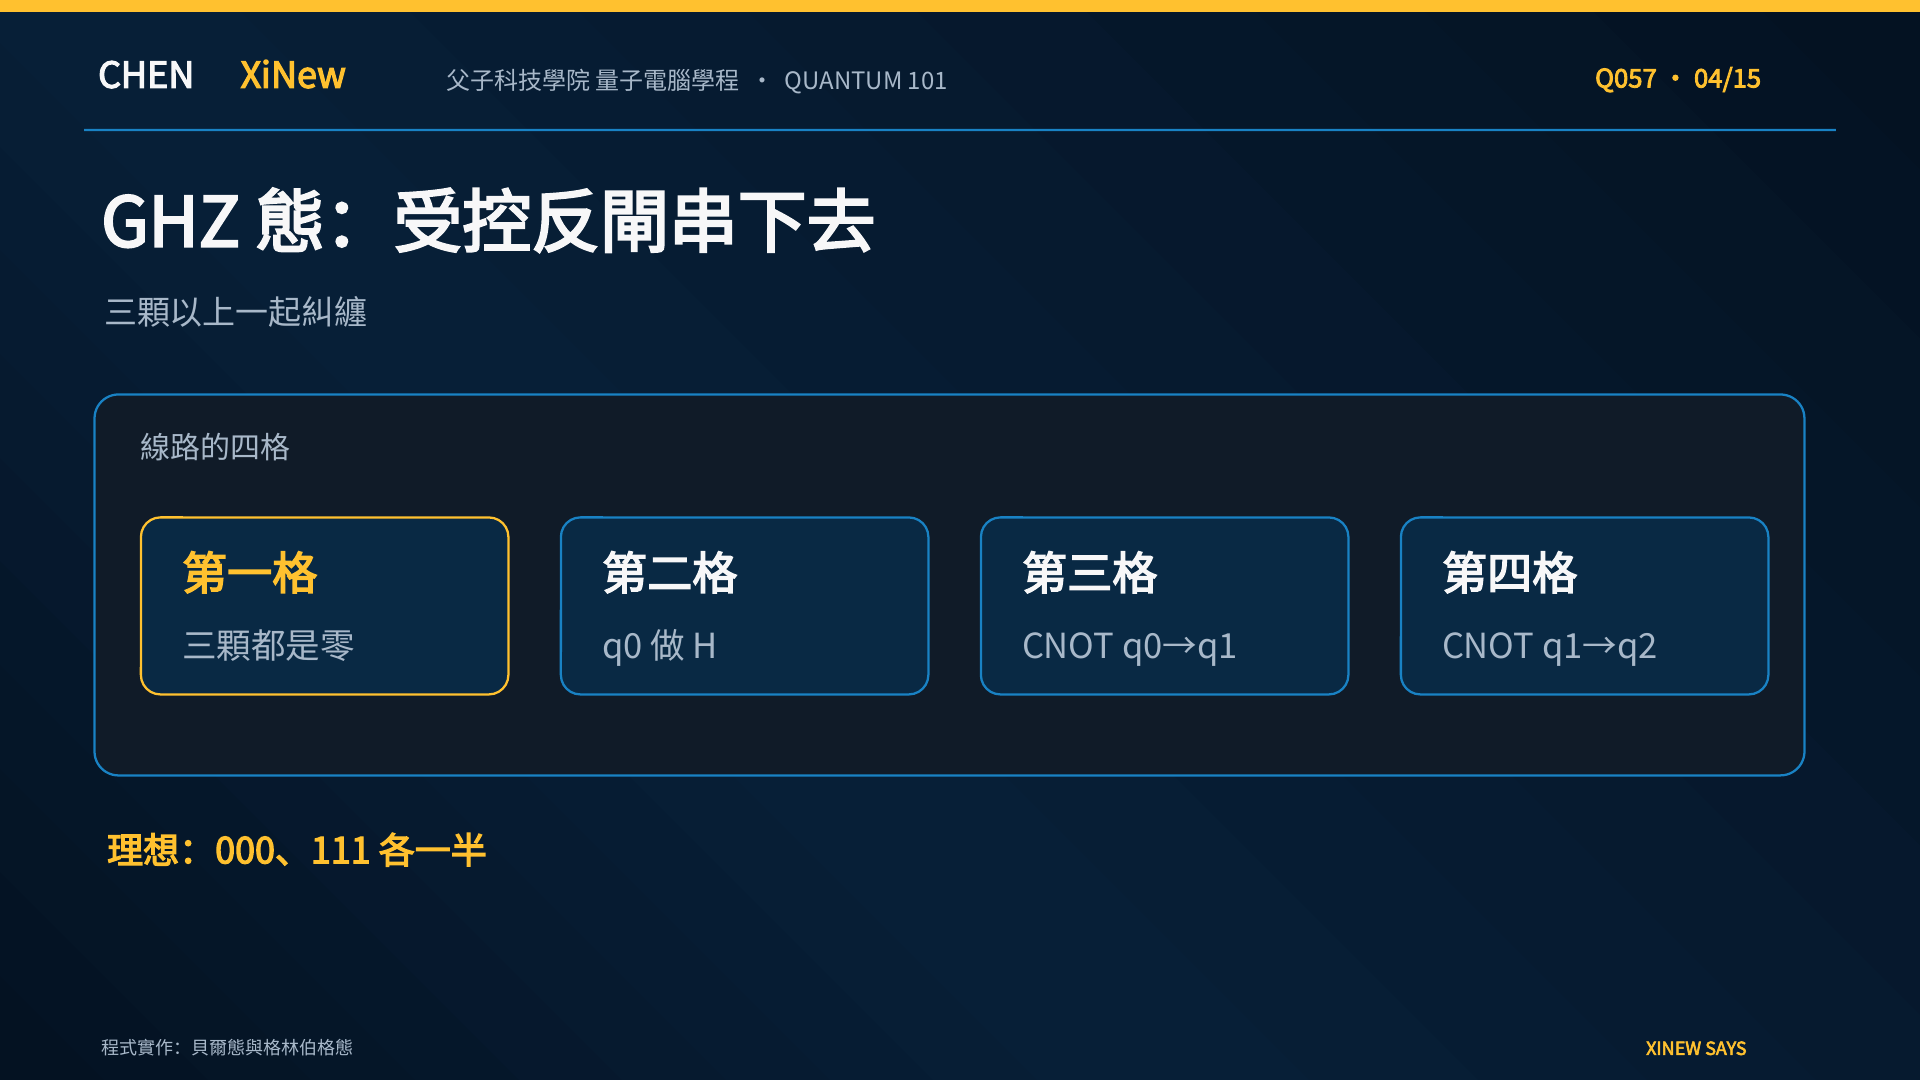 CHEN XiNew 父子科技學院 量子電腦學程 • QUANTUM 101 Q057 • 04/15
GHZ 態：受控反閘串下去
三顆以上一起糾纏
線路的四格
第一格
三顆都是零
第二格
q0 做 H
第三格
CNOT q0→q1
第四格
CNOT q1→q2
理想：000、111 各一半
程式實作：貝爾態與格林伯格態
XINEW SAYS